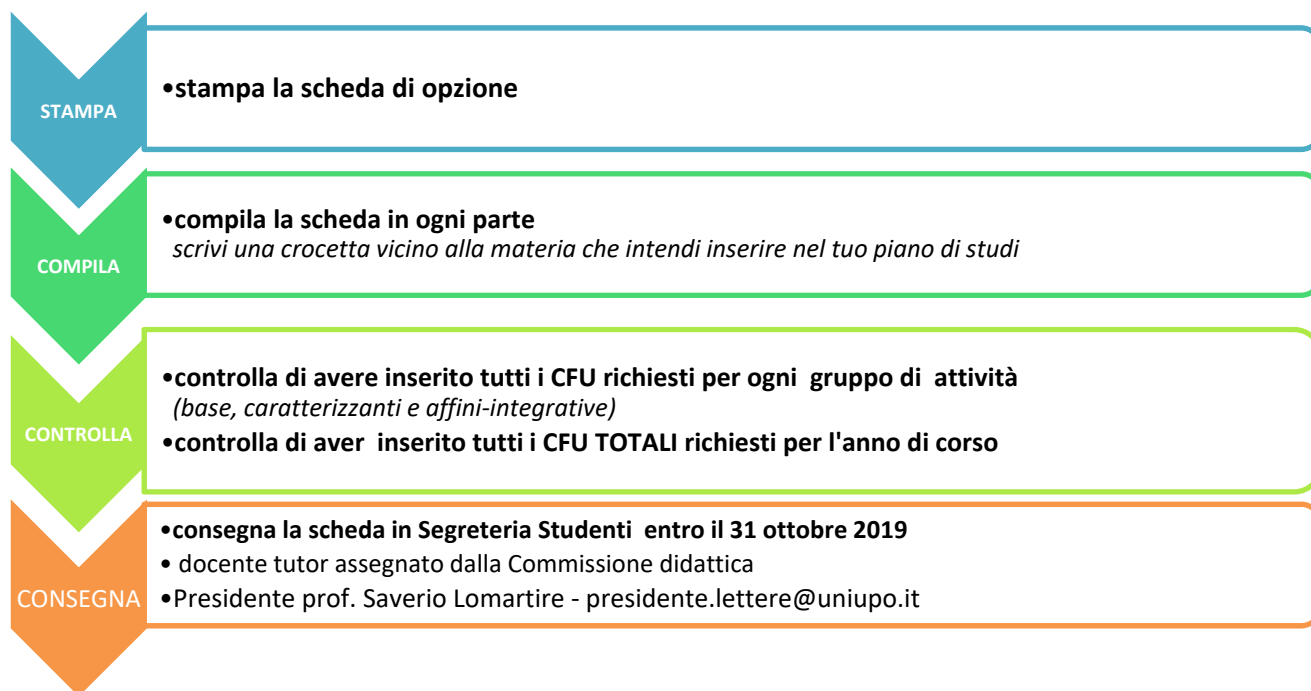 STAMPA
•stampa la scheda di opzione
COMPILA
•compila la scheda in ogni parte
scrivi una crocetta vicino alla materia che intendi inserire nel tuo piano di studi
CONTROLLA
•controlla di avere inserito tutti i CFU richiesti per ogni gruppo di attività
(base, caratterizzanti e affini-integrative)
•controlla di aver inserito tutti i CFU TOTALI richiesti per l'anno di corso
CONSEGNA
•consegna la scheda in Segreteria Studenti entro il 31 ottobre 2019
• docente tutor assegnato dalla Commissione didattica
•Presidente prof. Saverio Lomartire - presidente.lettere@uniupo.it